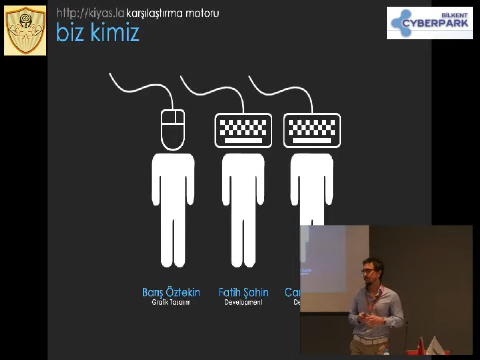 http://kiyas.la karşılaştırma motoru
biz kimiz
BILKENT
CYBERPARK
Barış Öztekin
Fatih Şahin
Grafik Tasarım
Development